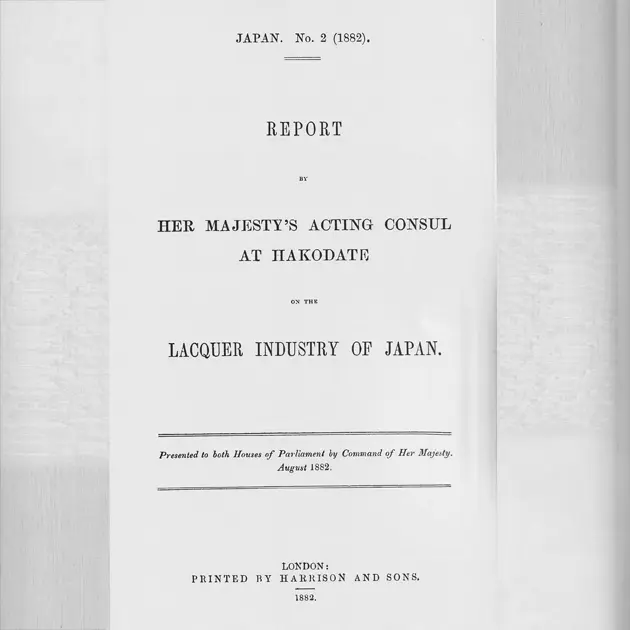 JAPAN. No. 2 (1882).
REPORT
BY
HER MAJESTY'S ACTING CONSUL
AT HAKODATE
ON THE
LACQUER INDUSTRY OF JAPAN.
Presented to both Houses of Parliament by Command of Her Majesty.
August 1882.
LONDON:
PRINTED BY HARRISON AND SONS.
1882.